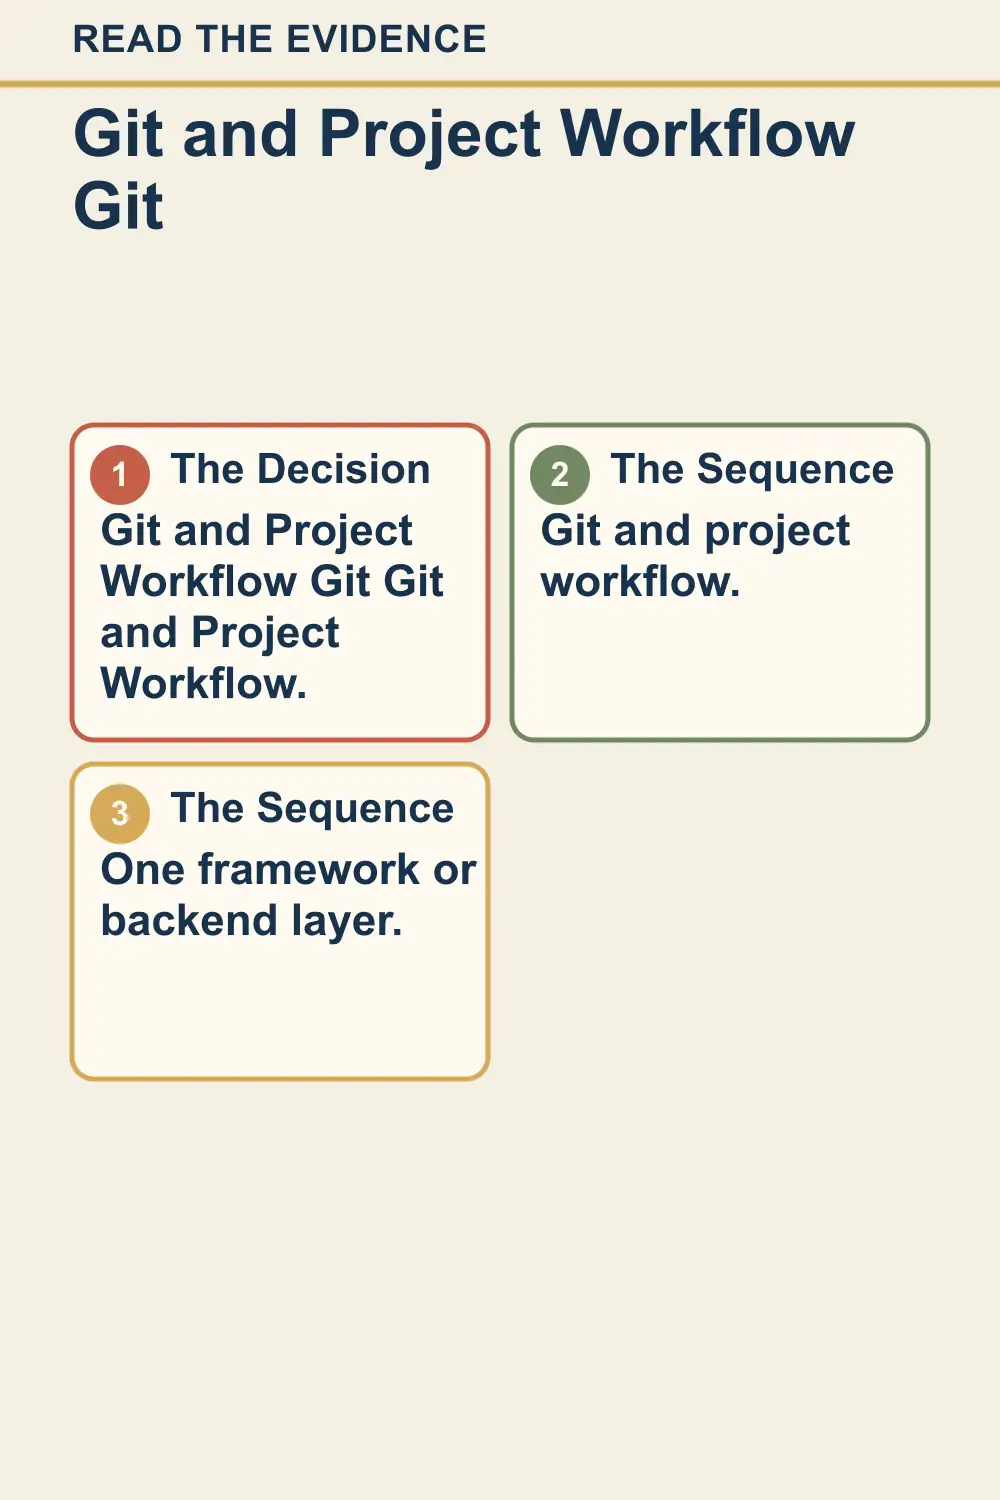 READ THE EVIDENCE
Git and Project Workflow
Git
1 The Decision
Git and Project
Workflow Git Git
and Project
Workflow.
2 The Sequence
Git and project
workflow.
3 The Sequence
One framework or
backend layer.